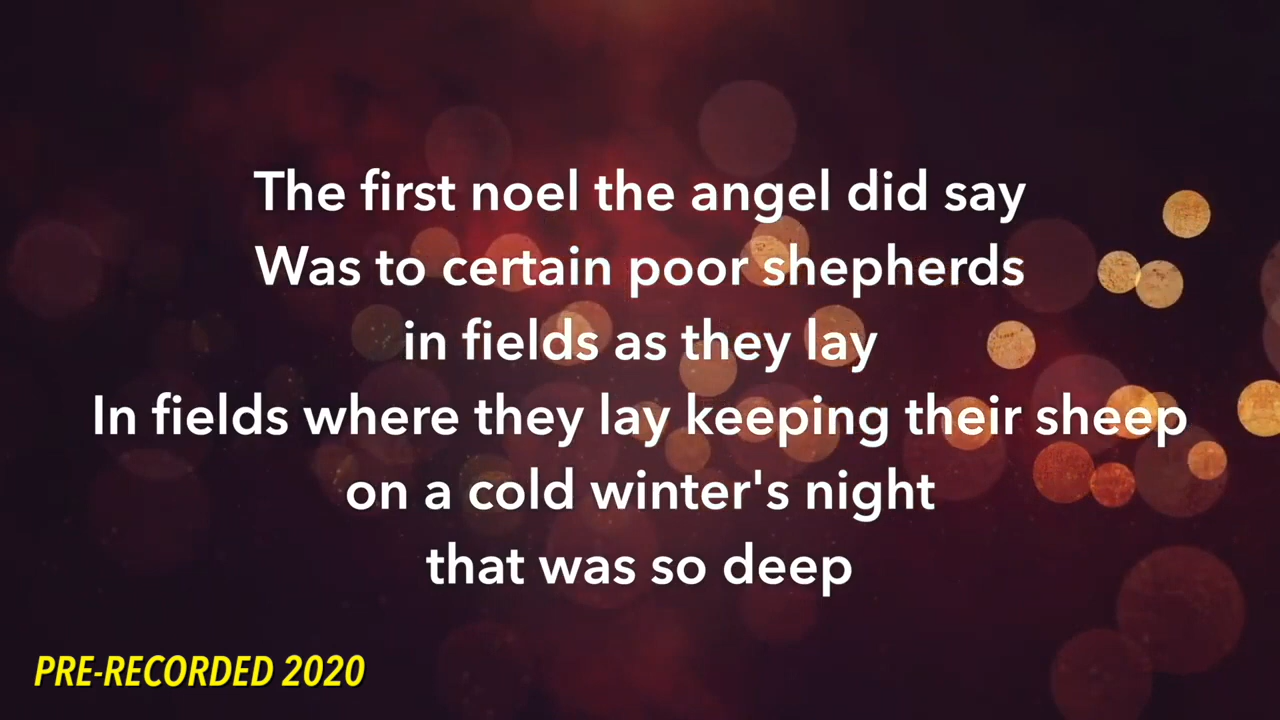 The first noel the angel did say
Was to certain poor shepherds
in fields as they lay
In fields where they lay keeping their sheep
on a cold winter's night
that was so deep
PRE-RECORDED 2020